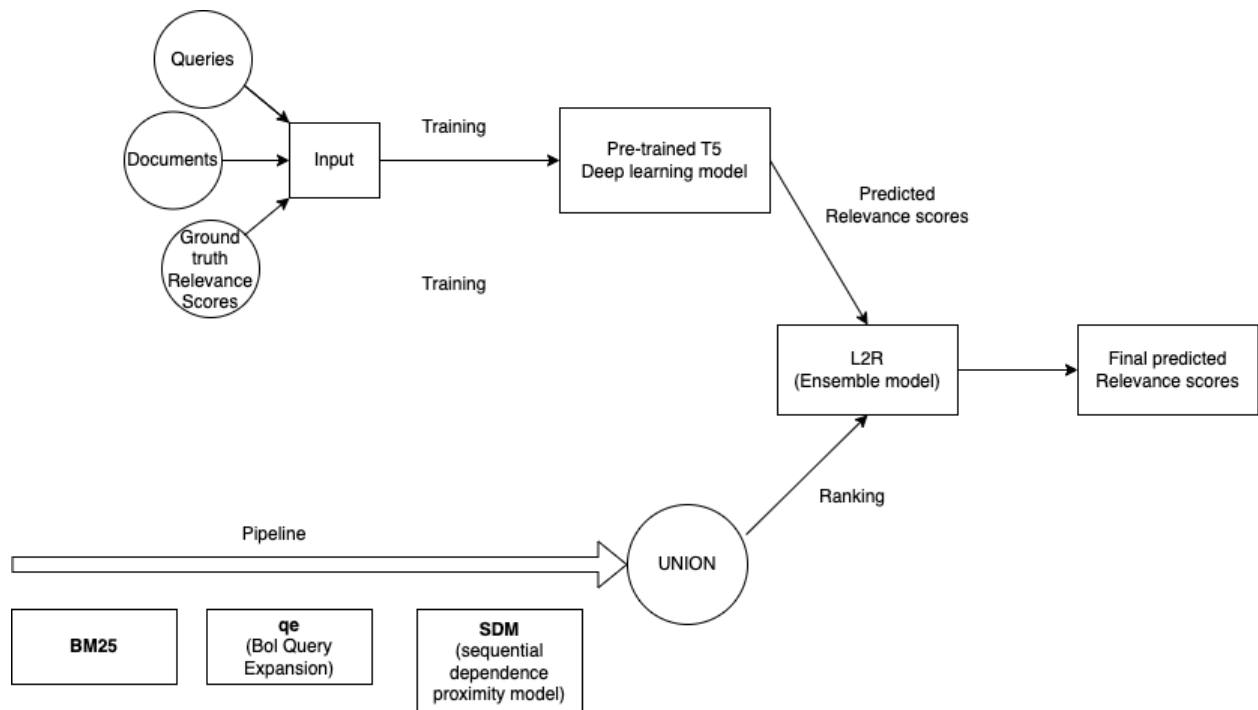 Queries
Documents
Ground
truth
Relevance
Scores
Input
Training
Training
Pre-trained T5
Deep learning model
Predicted
Relevance scores
L2R
(Ensemble model)
Final predicted
Relevance scores
Ranking
UNION
Pipeline
BM25
qe
(Bol Query
Expansion)
SDM
(sequential
dependence
proximity model)